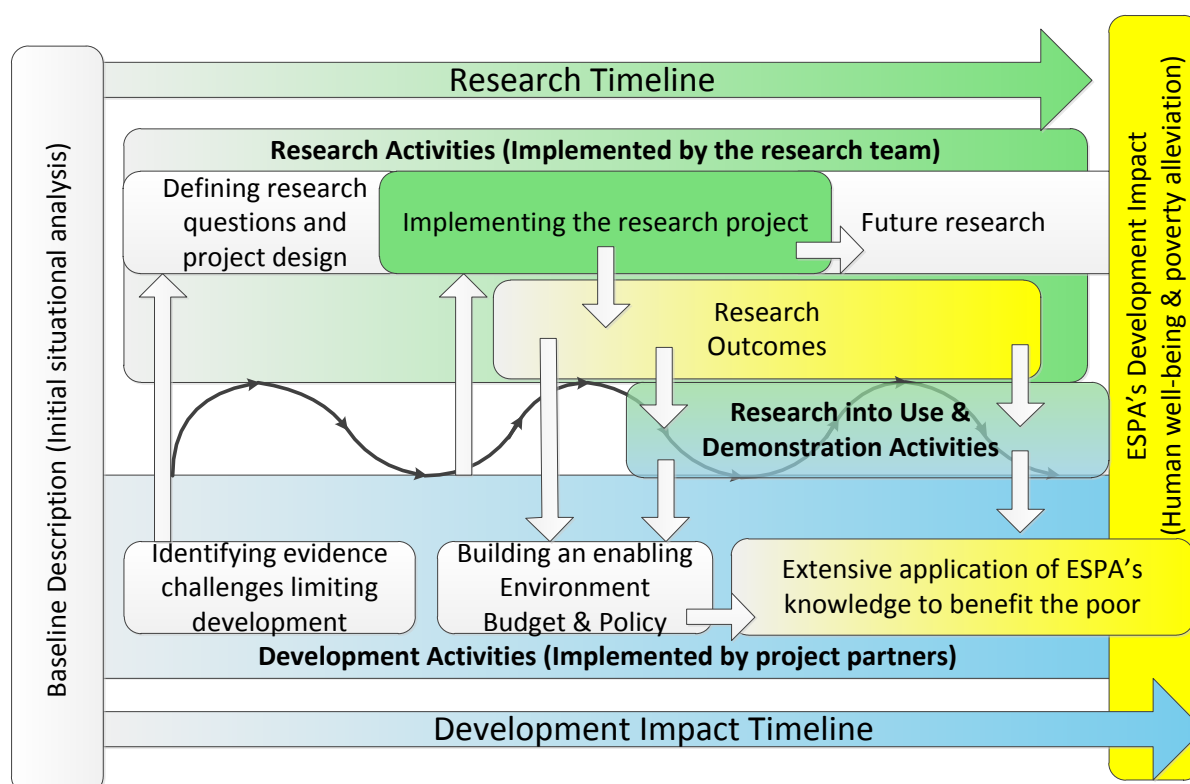 Baseline Description (Initial situational analysis)
Research Timeline
Research Activities (Implemented by the research team)
Defining research
questions and
project design
Implementing the research project
Future research
Research
Outcomes
Research into Use &
Demonstration Activities
Identifying evidence
challenges limiting
development
Building an enabling
Environment
Budget & Policy
Extensive application of ESPA’s
knowledge to benefit the poor
Development Activities (Implemented by project partners)
Development Impact Timeline
ESPA’s Development Impact
(Human well-being & poverty alleviation)